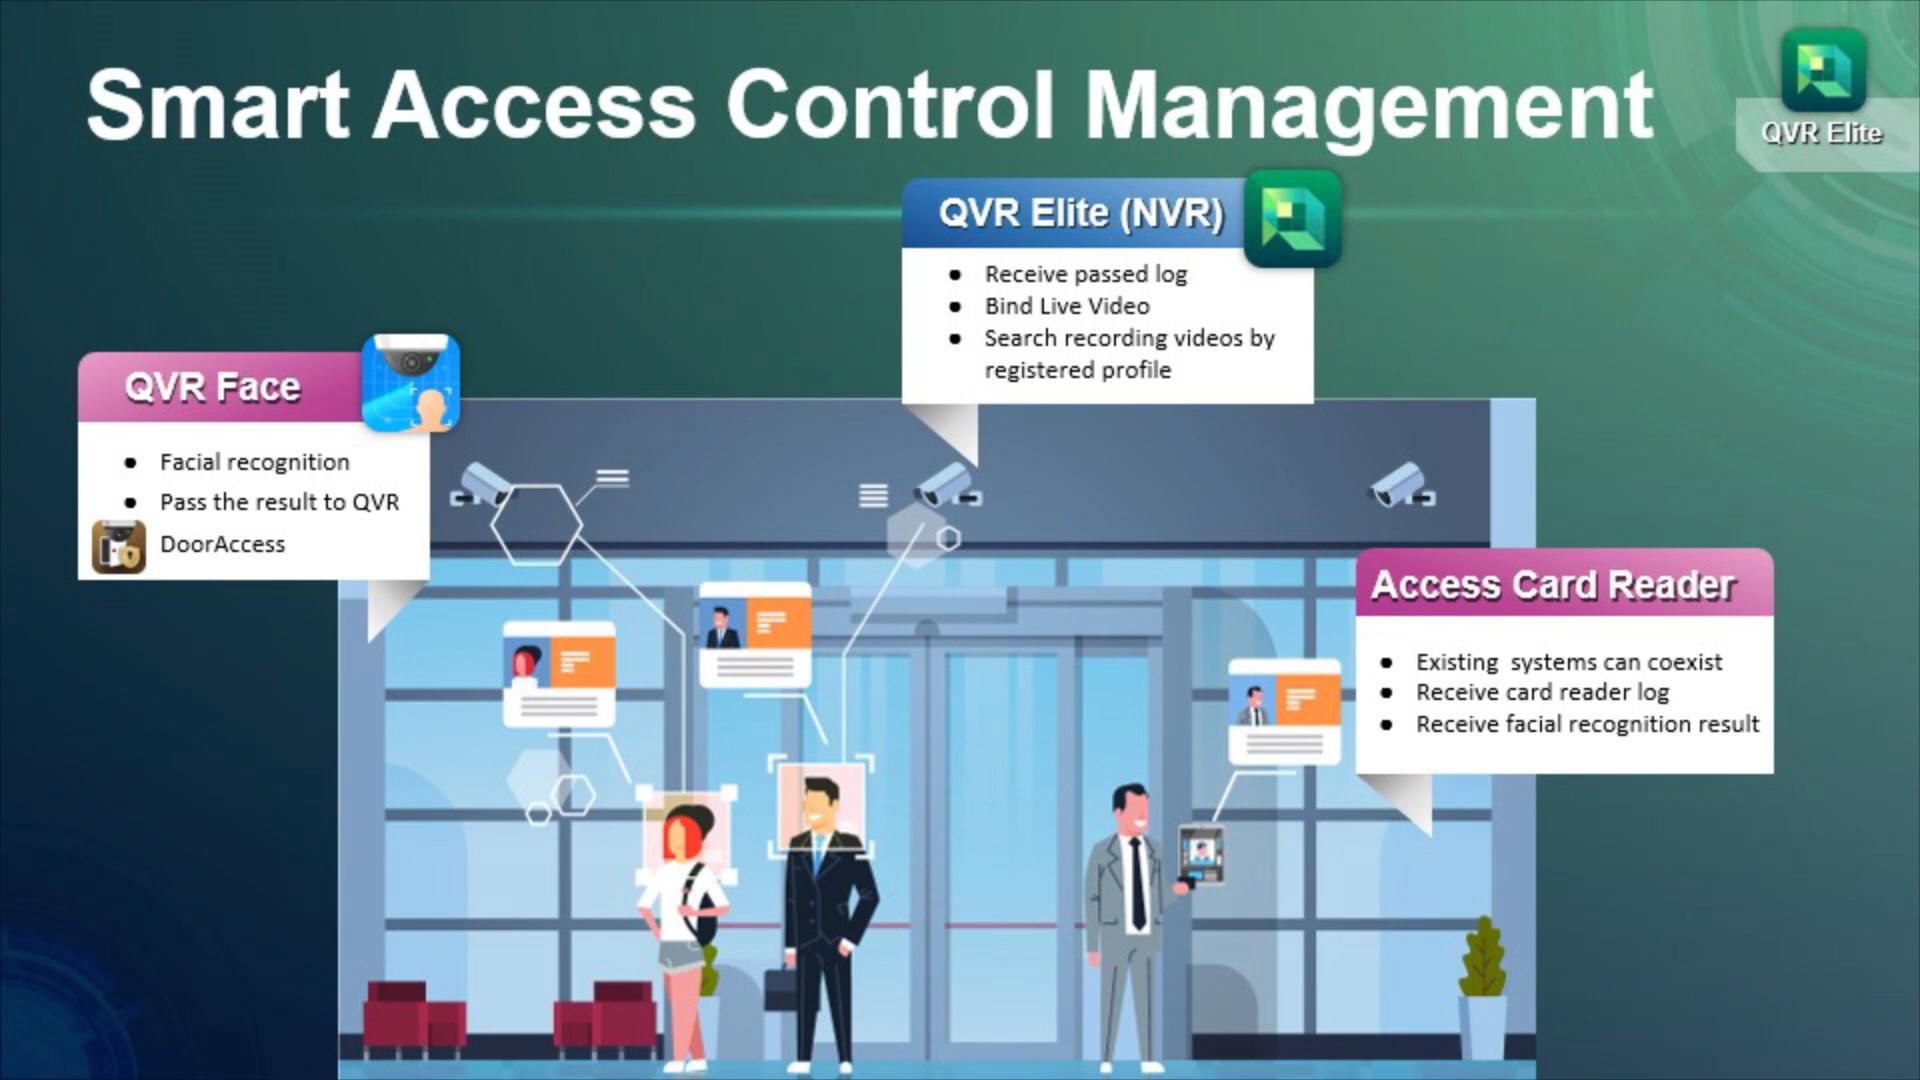 Smart Access Control Management
QVR Elite
QVR Elite (NVR)
● Receive passed log
● Bind Live Video
● Search recording videos by
registered profile
QVR Face
● Facial recognition
● Pass the result to QVR
DoorAccess
Access Card Reader
● Existing systems can coexist
● Receive card reader log
● Receive facial recognition result